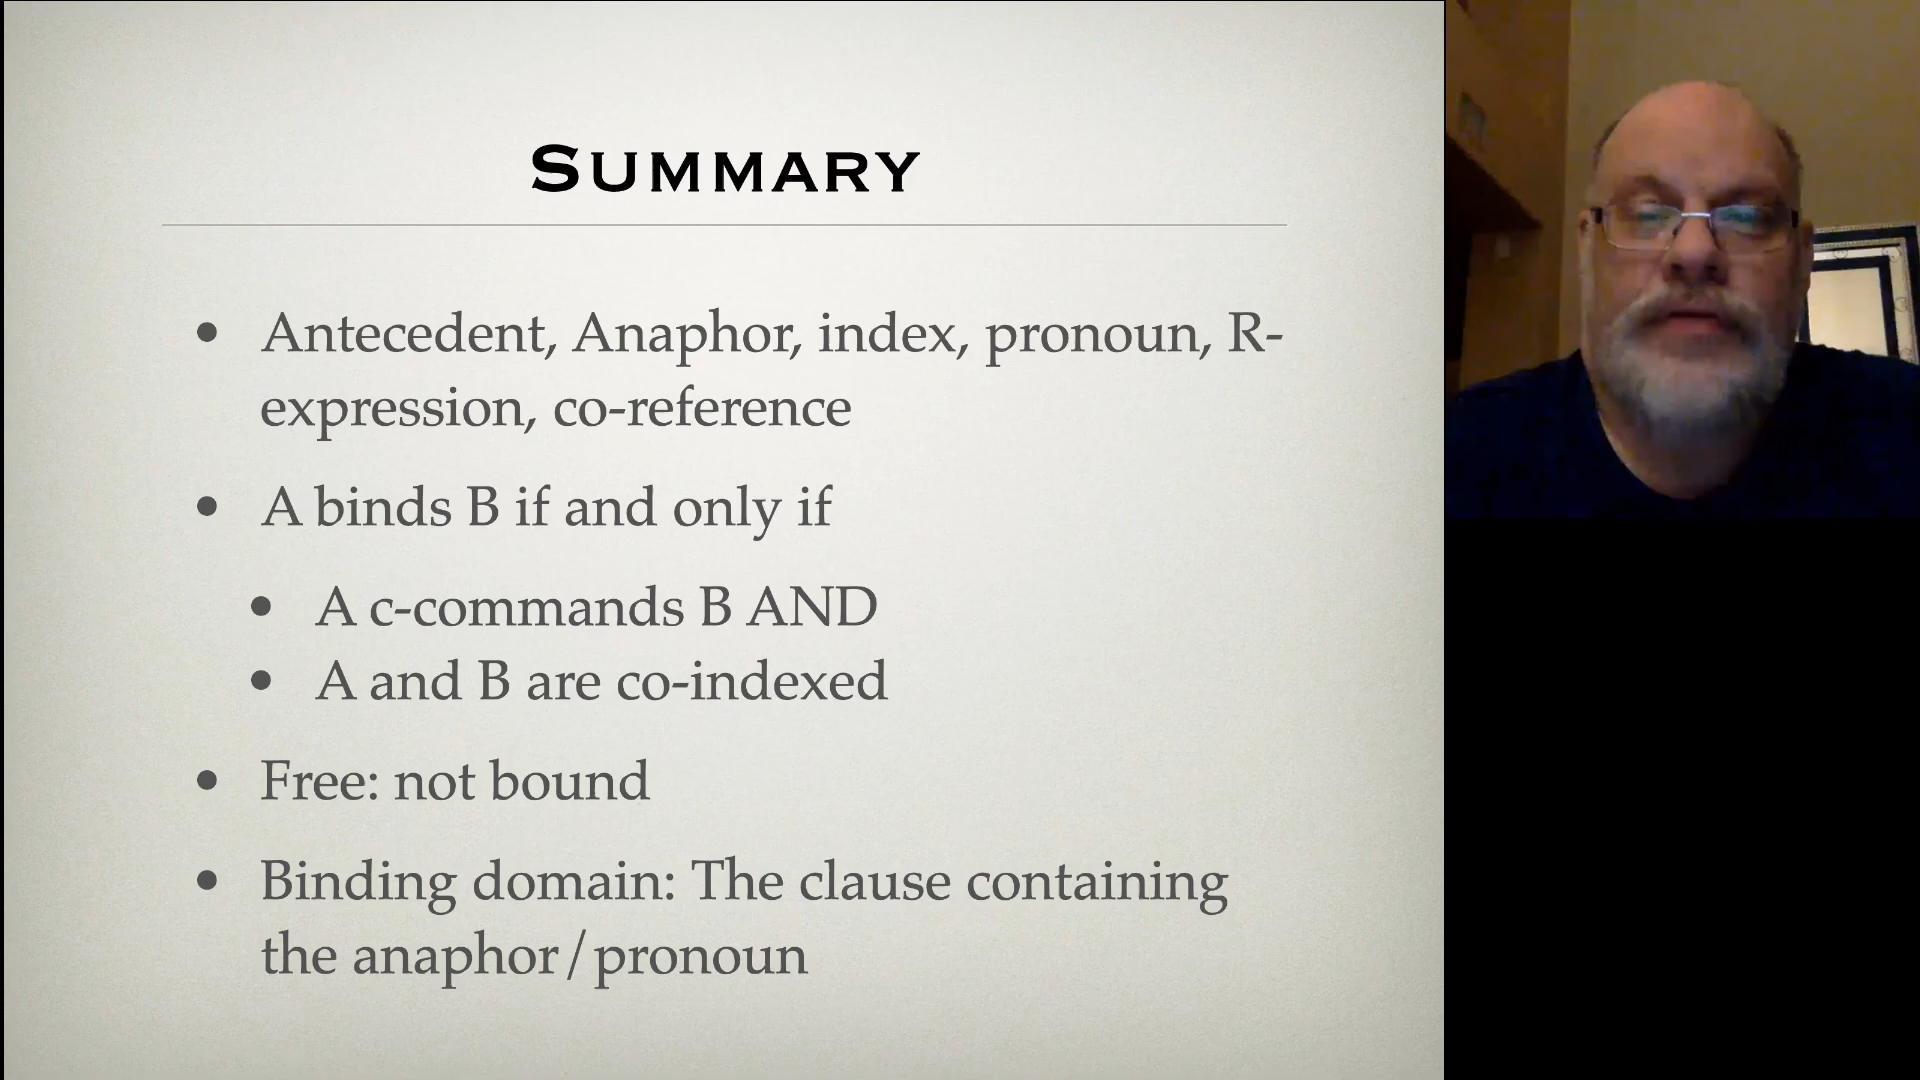 SUMMARY
• Antecedent, Anaphor, index, pronoun, R-
expression, co-reference
• A binds B if and only if
• A c-commands B AND
• A and B are co-indexed
• Free: not bound
• Binding domain: The clause containing
the anaphor/pronoun